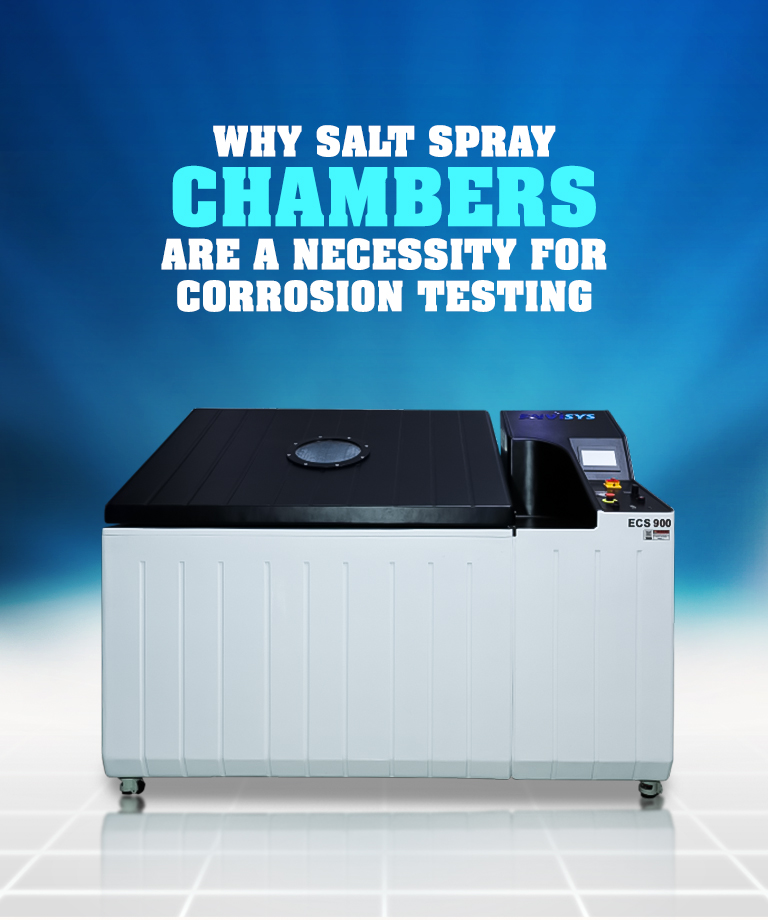 WHY SALT SPRAY
CHAMBERS
ARE A NECESSITY FOR
CORROSION TESTING
ECS 900